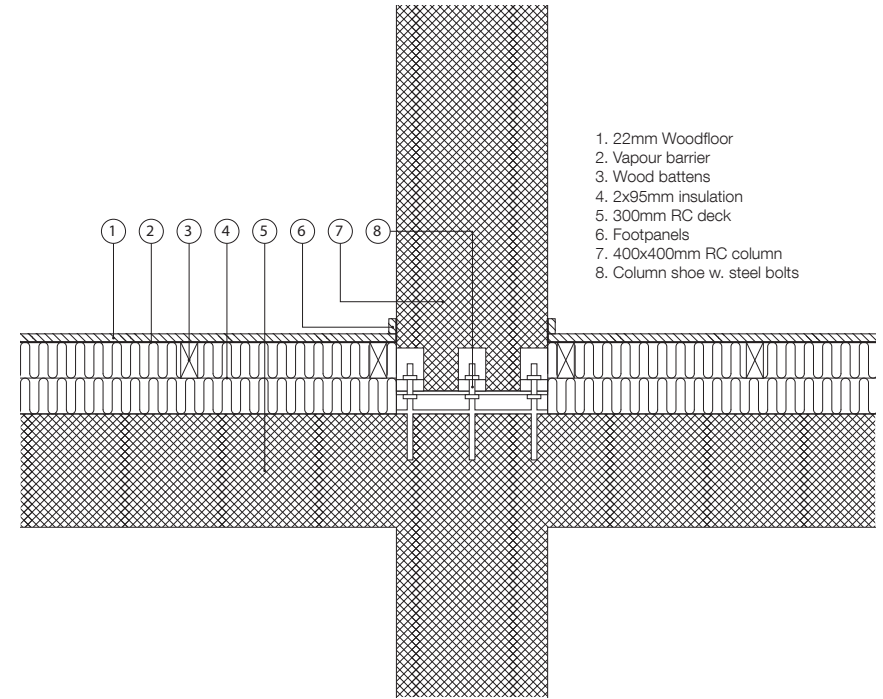 1. 22mm Woodfloor
2. Vapour barrier
3. Wood battens
4. 2x95mm insulation
5. 300mm RC deck
6. Footpanels
7. 400x400mm RC column
8. Column shoe w. steel bolts
1 2 3 4 5 6 7 8